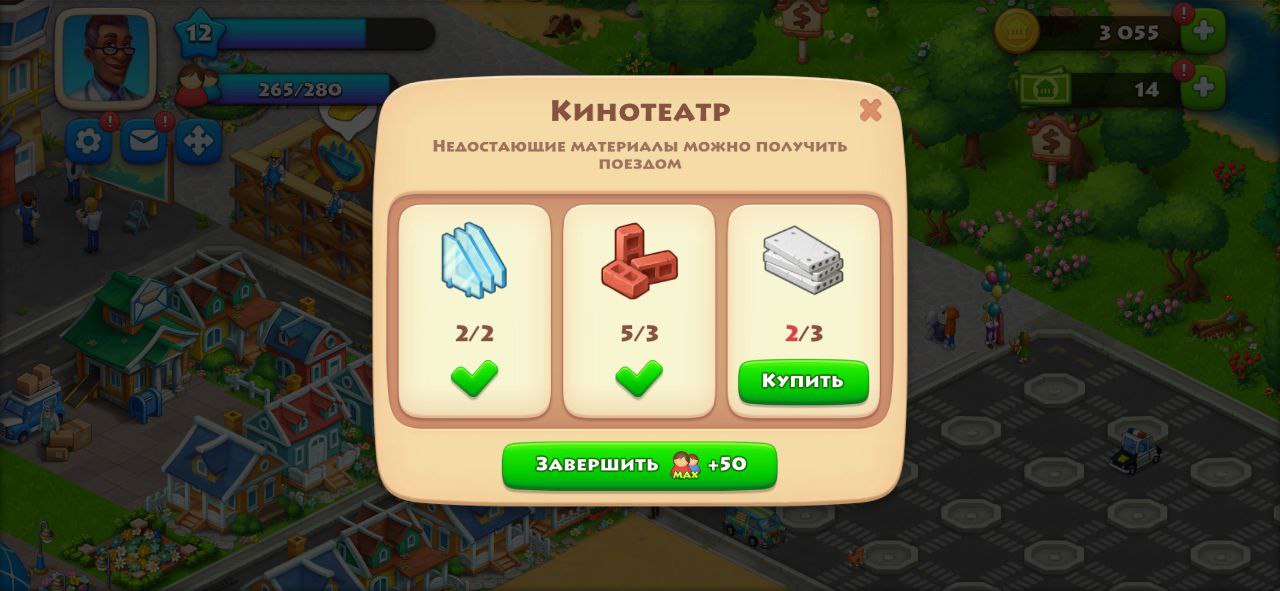 12
265/280
3 055
14
Кинотеатр
Недостающие материалы можно получить
поездом
2/2
5/3
2/3
Купить
Завершить MAX +50